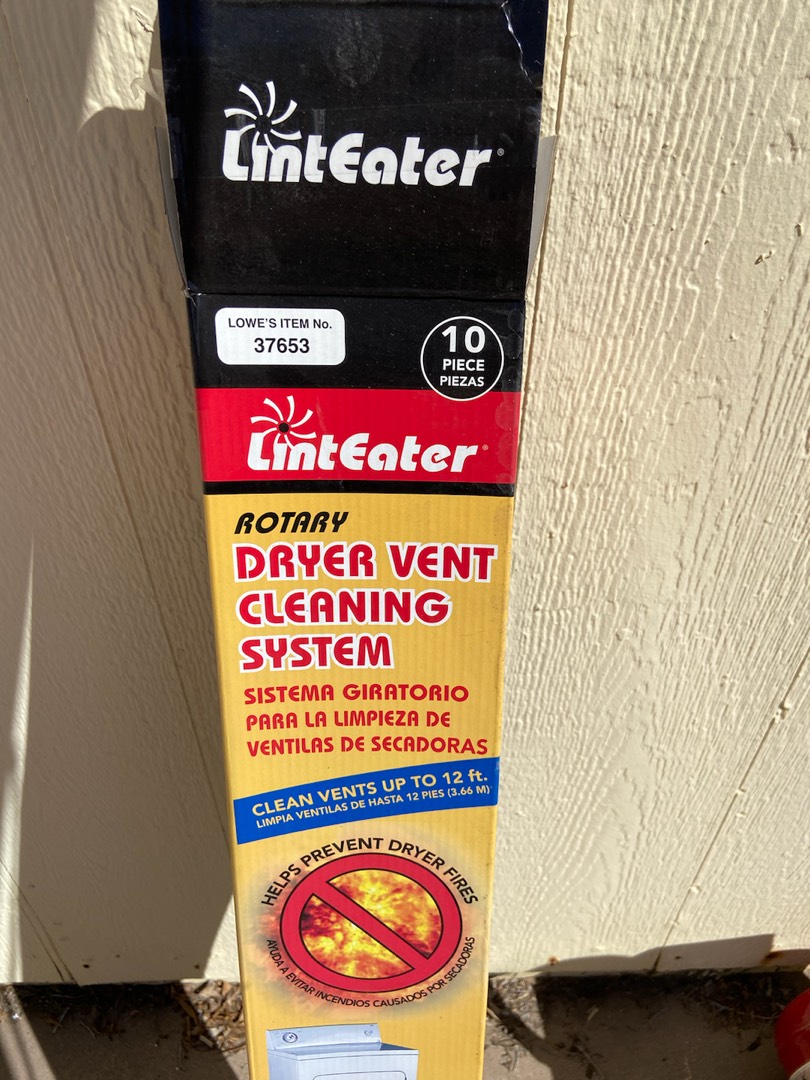 LintEater®
LOWE'S ITEM No.
37653
10
PIECE
PIEZAS
LintEater®
ROTARY
DRYER VENT
CLEANING
SYSTEM
SISTEMA GIRATORIO
PARA LA LIMPIEZA DE
VENTILAS DE SECADORAS
CLEAN VENTS UP TO 12 ft.
LIMPIA VENTILAS DE HASTA 12 PIES (3.66 M)
HELPS PREVENT DRYER FIRES
AYUDA A EVITAR INCENDIOS CAUSADOS POR SECADORAS